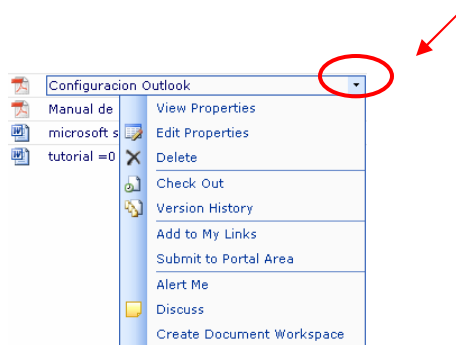 Configuracion Outlook
Manual de
View Properties
microsoft s
Edit Properties
tutorial =0
Delete
Check Out
Version History
Add to My Links
Submit to Portal Area
Alert Me
Discuss
Create Document Workspace